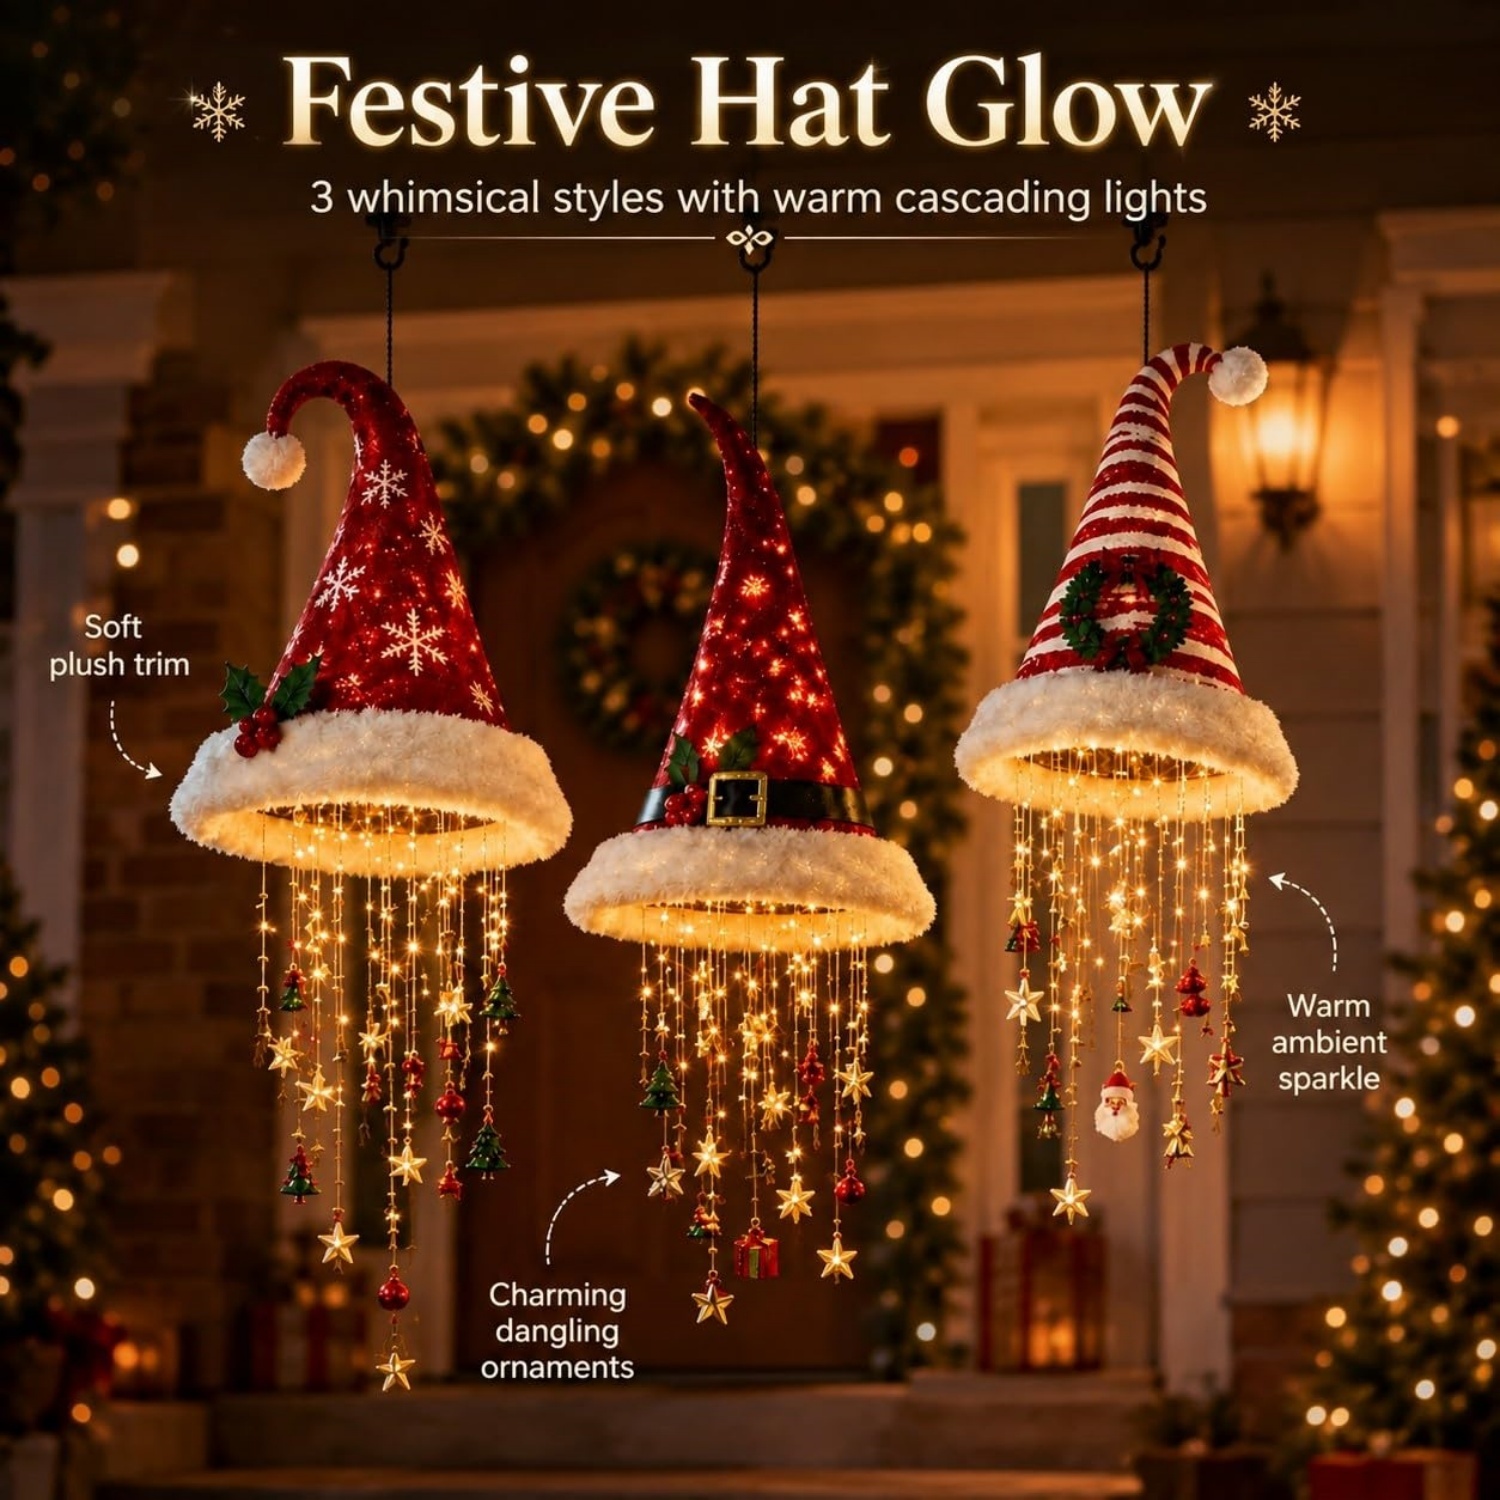 Festive Hat Glow
3 whimsical styles with warm cascading lights
Soft
plush trim
Warm
ambient
sparkle
Charming
dangling
ornaments